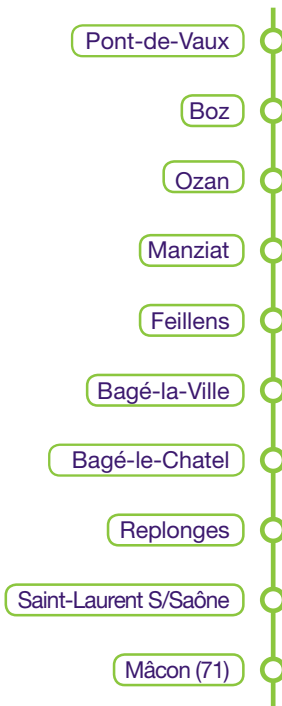 Pont-de-Vaux
Boz
Ozan
Manziat
Feillens
Bagé-la-Ville
Bagé-le-Chatel
Replonges
Saint-Laurent S/Saône
Mâcon (71)